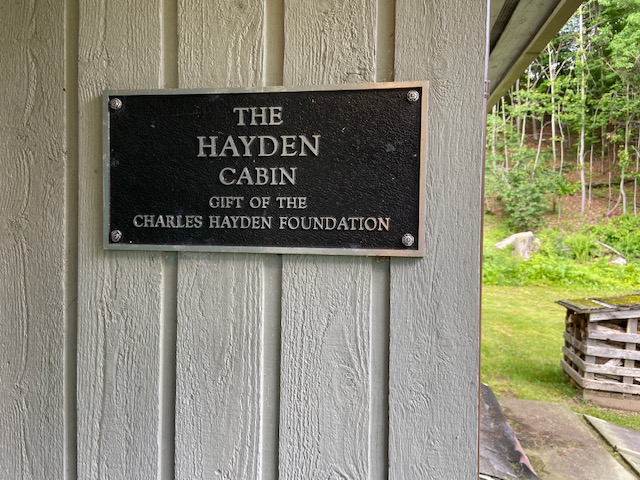 THE
HAYDEN
CABIN
GIFT OF THE
CHARLES HAYDEN FOUNDATION